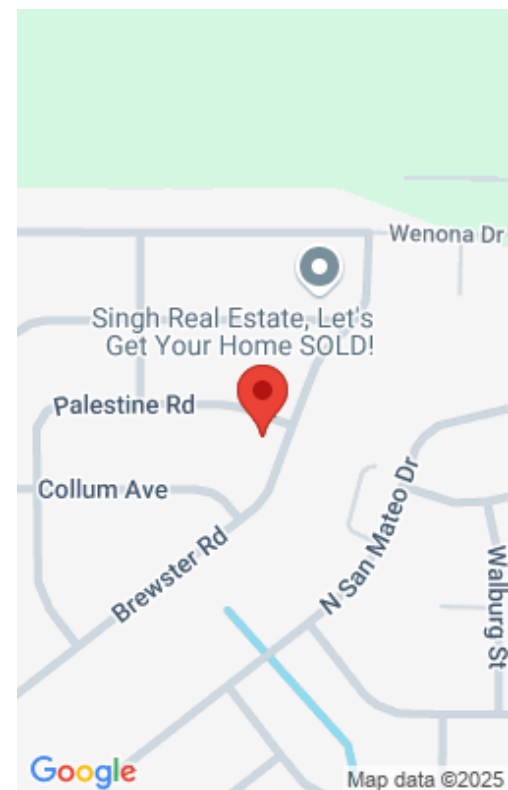 Wenona Dr
Singh Real Estate, Let's
Get Your Home SOLD!
Palestine Rd
Collum Ave
Brewster Rd
N San Mateo Dr
Walburg St
Google
Map data ©2025